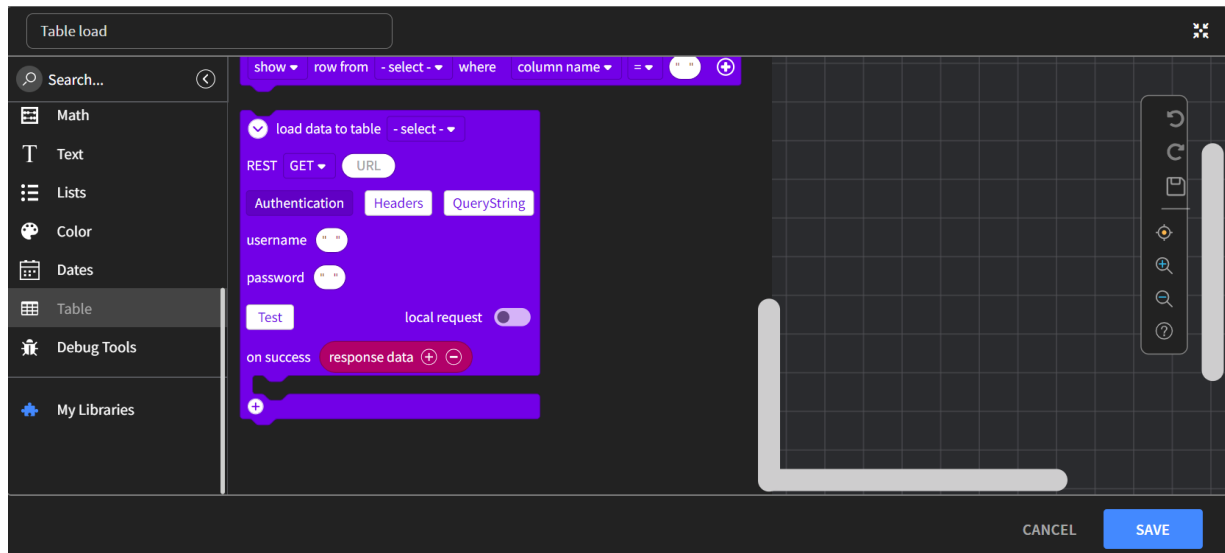 Table load
Search...
Math
Text
Lists
Color
Dates
Table
Debug Tools
My Libraries
show row from - select - where column name = " "
load data to table - select -
REST GET URL
Authentication Headers QueryString
username " "
password " "
Test local request
on success response data
CANCEL SAVE